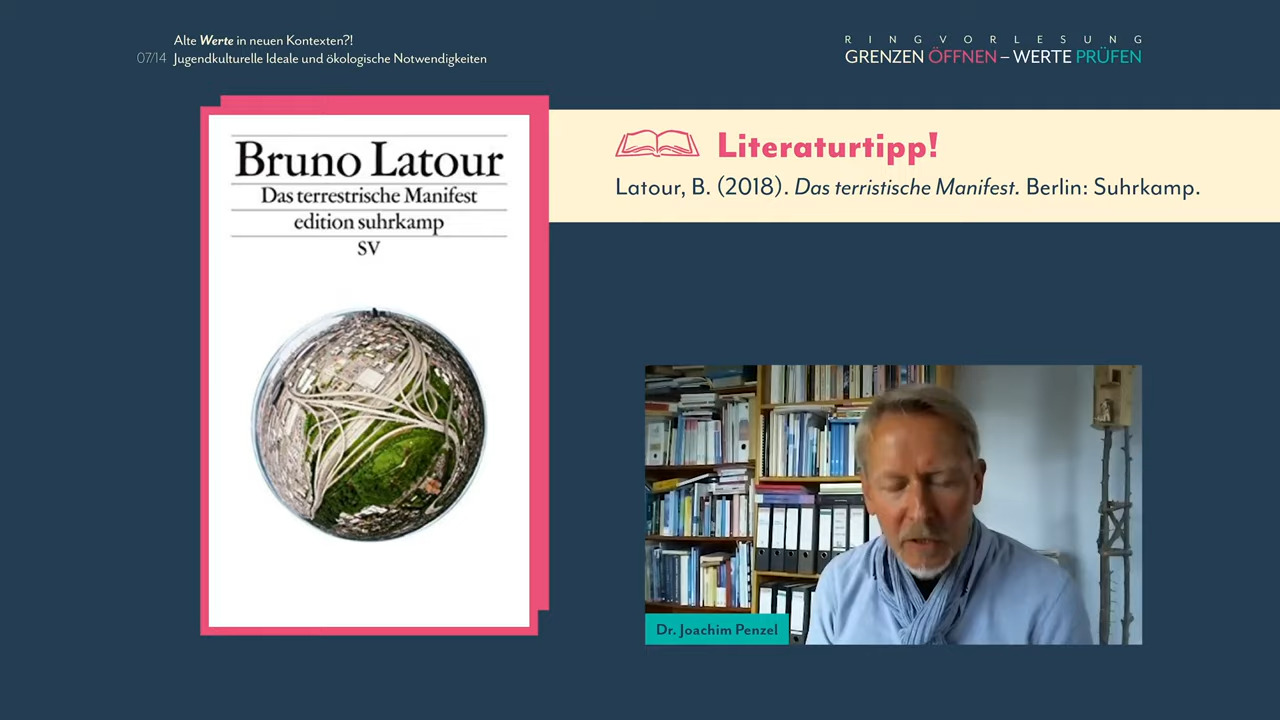 Alte Werte in neuen Kontexten?!
07/14 Jugendkulturelle Ideale und ökologische Notwendigkeiten
RINGVORLESUNG
GRENZEN ÖFFNEN – WERTE PRÜFEN
Bruno Latour
Das terrestrische Manifest
edition suhrkamp
SV
Literaturtipp!
Latour, B. (2018). Das terristische Manifest. Berlin: Suhrkamp.
Dr. Joachim Penzel